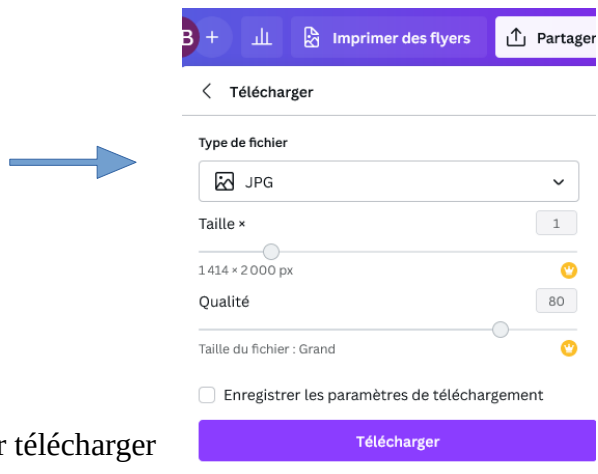 B + Imprimer des flyers Partager
Télécharger
Type de fichier
JPG
Taille × 1
1 414 × 2 000 px
Qualité 80
Taille du fichier : Grand
Enregistrer les paramètres de téléchargement
r télécharger Télécharger